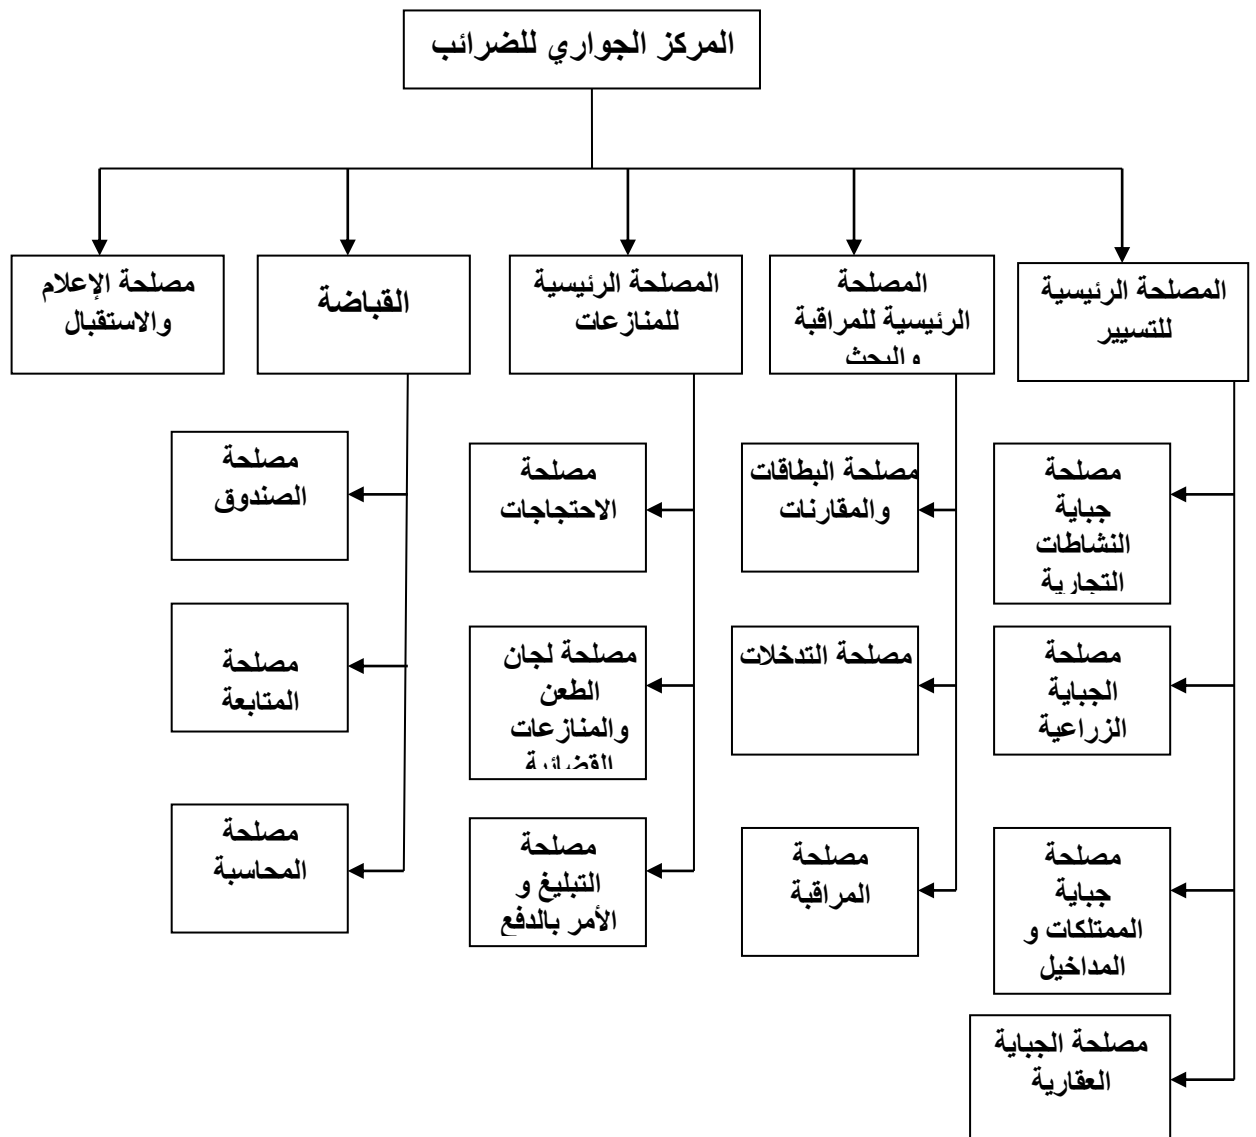 المركز الجواري للضرائب
المصلحة الرئيسية
للتسيير
المصلحة
الرئيسية للمراقبة
والبحث
المصلحة الرئيسية
للمنازعات
القباضة
مصلحة الإعلام
والاستقبال
مصلحة
جباية
النشاطات
التجارية
مصلحة
الجباية
الزراعية
مصلحة
جباية
الممتلكات و
المداخيل
مصلحة الجباية
العقارية
مصلحة البطاقات
والمقارنات
مصلحة التدخلات
مصلحة
المراقبة
مصلحة
الاحتجاجات
مصلحة لجان
الطعن
والمنازعات
القضائية
مصلحة
التبليغ و
الأمر بالدفع
مصلحة
الصندوق
مصلحة
المتابعة
مصلحة
المحاسبة